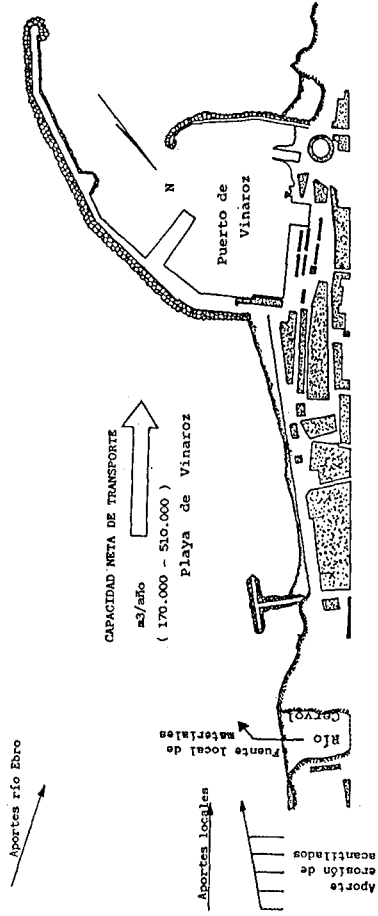 Aportes río Ebro
CAPACIDAD NETA DE TRANSPORTE
m3/año
( 170.000 - 510.000 )
Playa de Vinaroz
N
Puerto de
Vinaroz
Aportes locales
Fuente local de
materiales
Río
Cervol
Aporte
erosión de
acantilados